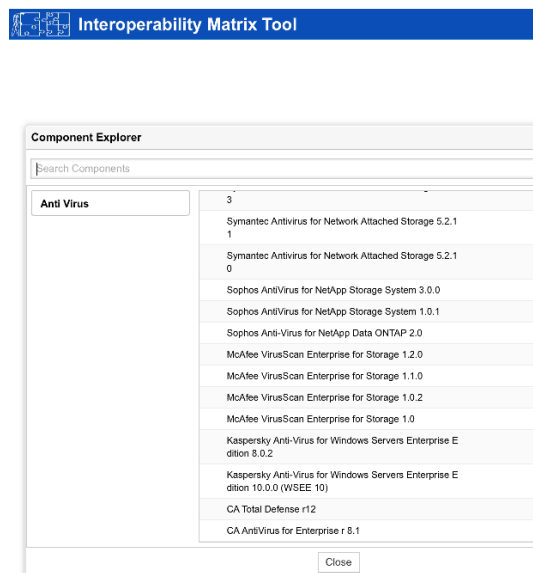 Interoperability Matrix Tool
Component Explorer
Search Components
Anti Virus
3
Symantec Antivirus for Network Attached Storage 5.2.1
1
Symantec Antivirus for Network Attached Storage 5.2.1
0
Sophos AntiVirus for NetApp Storage System 3.0.0
Sophos AntiVirus for NetApp Storage System 1.0.1
Sophos Anti-Virus for NetApp Data ONTAP 2.0
McAfee VirusScan Enterprise for Storage 1.2.0
McAfee VirusScan Enterprise for Storage 1.1.0
McAfee VirusScan Enterprise for Storage 1.0.2
McAfee VirusScan Enterprise for Storage 1.0
Kaspersky Anti-Virus for Windows Servers Enterprise E
dition 8.0.2
Kaspersky Anti-Virus for Windows Servers Enterprise E
dition 10.0.0 (WSEE 10)
CA Total Defense r12
CA AntiVirus for Enterprise r 8.1
Close